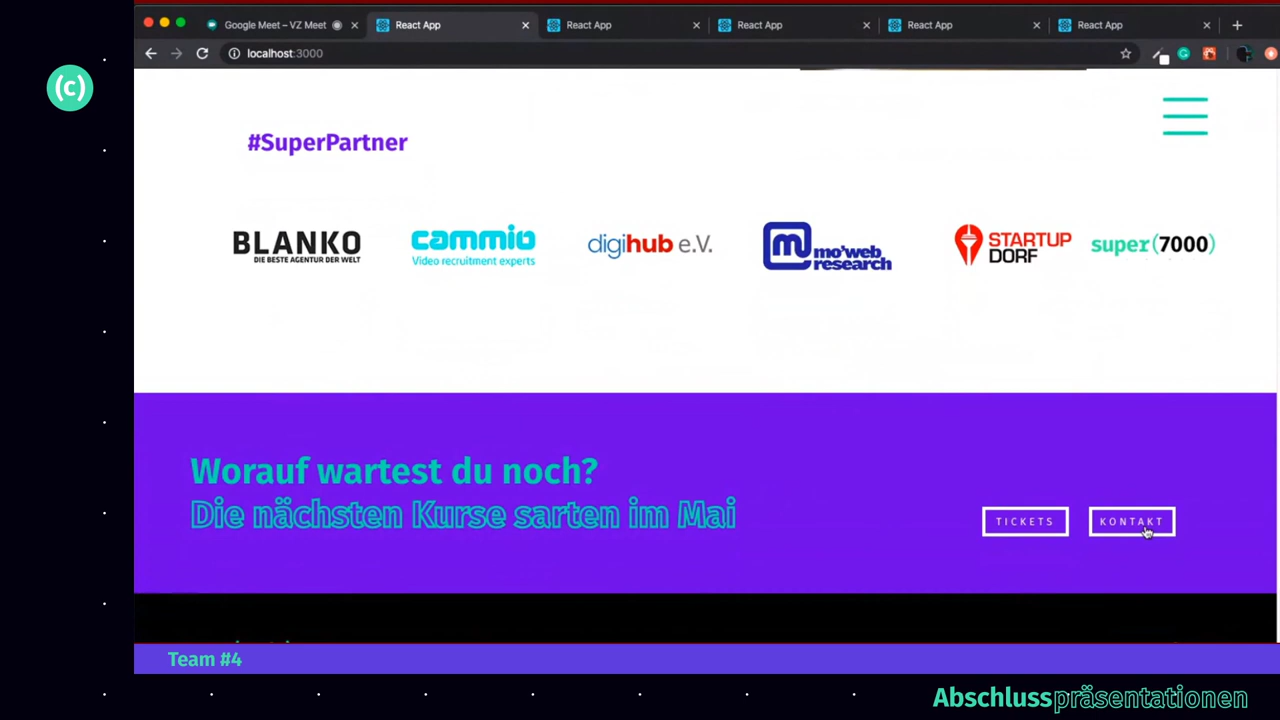 Google Meet – VZ Meet
React App
React App
React App
React App
React App
localhost:3000
(c)
#SuperPartner
BLANKO
DIE BESTE AGENTUR DER WELT
cammio
Video recruitment experts
digihub e.V.
m
mo'web
research
STARTUP
DORF
super(7000)
Worauf wartest du noch?
Die nächsten Kurse sarten im Mai
TICKETS
KONTAKT
Team #4
Abschlusspräsentationen